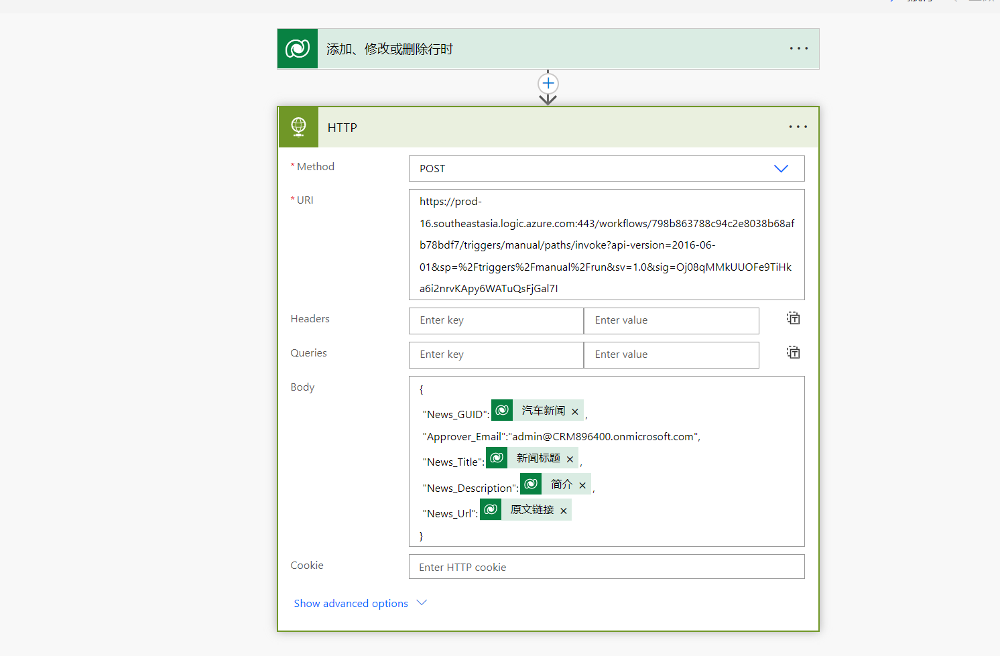 添加、修改或删除行时
HTTP
* Method
POST
* URI
https://prod-
16.southeastasia.logic.azure.com:443/workflows/798b863788c94c2e8038b68af
b78bdf7/triggers/manual/paths/invoke?api-version=2016-06-
01&sp=%2Ftriggers%2Fmanual%2Frun&sv=1.0&sig=Oj08qMMkUUOFe9TiHk
a6i2nrvKApy6WATuQsFjGal7I
Headers
Enter key
Enter value
Queries
Enter key
Enter value
Body
{
"News_GUID": 汽车新闻 × ,
"Approver_Email":"admin@CRM896400.onmicrosoft.com",
"News_Title": 新闻标题 × ,
"News_Description": 简介 × ,
"News_Url": 原文链接 ×
}
Cookie
Enter HTTP cookie
Show advanced options